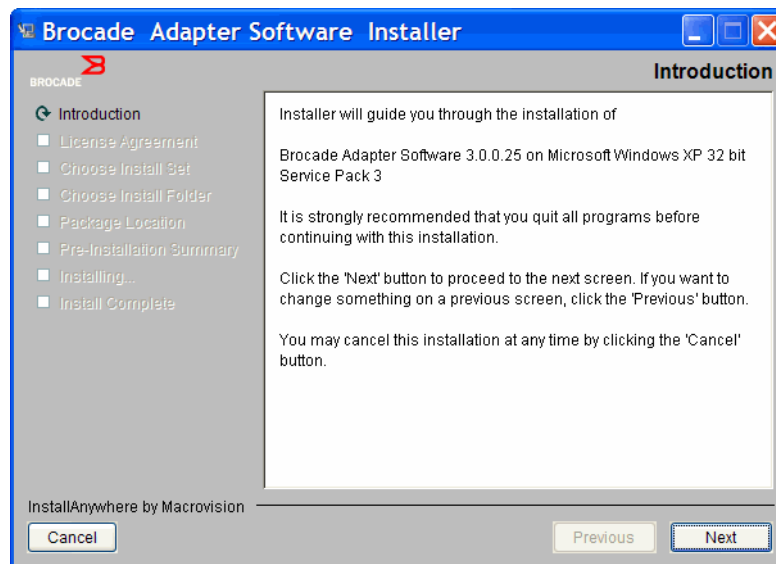 Brocade Adapter Software Installer
BROCADE
Introduction
Introduction
License Agreement
Choose Install Set
Choose Install Folder
Package Location
Pre-Installation Summary
Installing...
Install Complete
Installer will guide you through the installation of
Brocade Adapter Software 3.0.0.25 on Microsoft Windows XP 32 bit
Service Pack 3
It is strongly recommended that you quit all programs before
continuing with this installation.
Click the 'Next' button to proceed to the next screen. If you want to
change something on a previous screen, click the 'Previous' button.
You may cancel this installation at any time by clicking the 'Cancel'
button.
InstallAnywhere by Macrovision
Cancel
Previous
Next